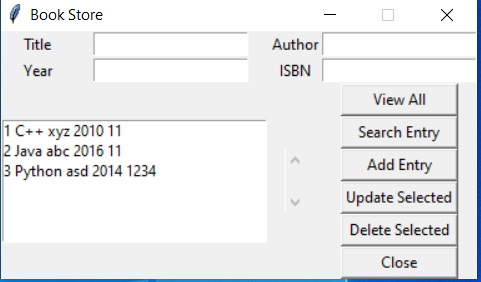 Book Store
Title Author
Year ISBN
View All
Search Entry
Add Entry
Update Selected
Delete Selected
Close
1 C++ xyz 2010 11
2 Java abc 2016 11
3 Python asd 2014 1234